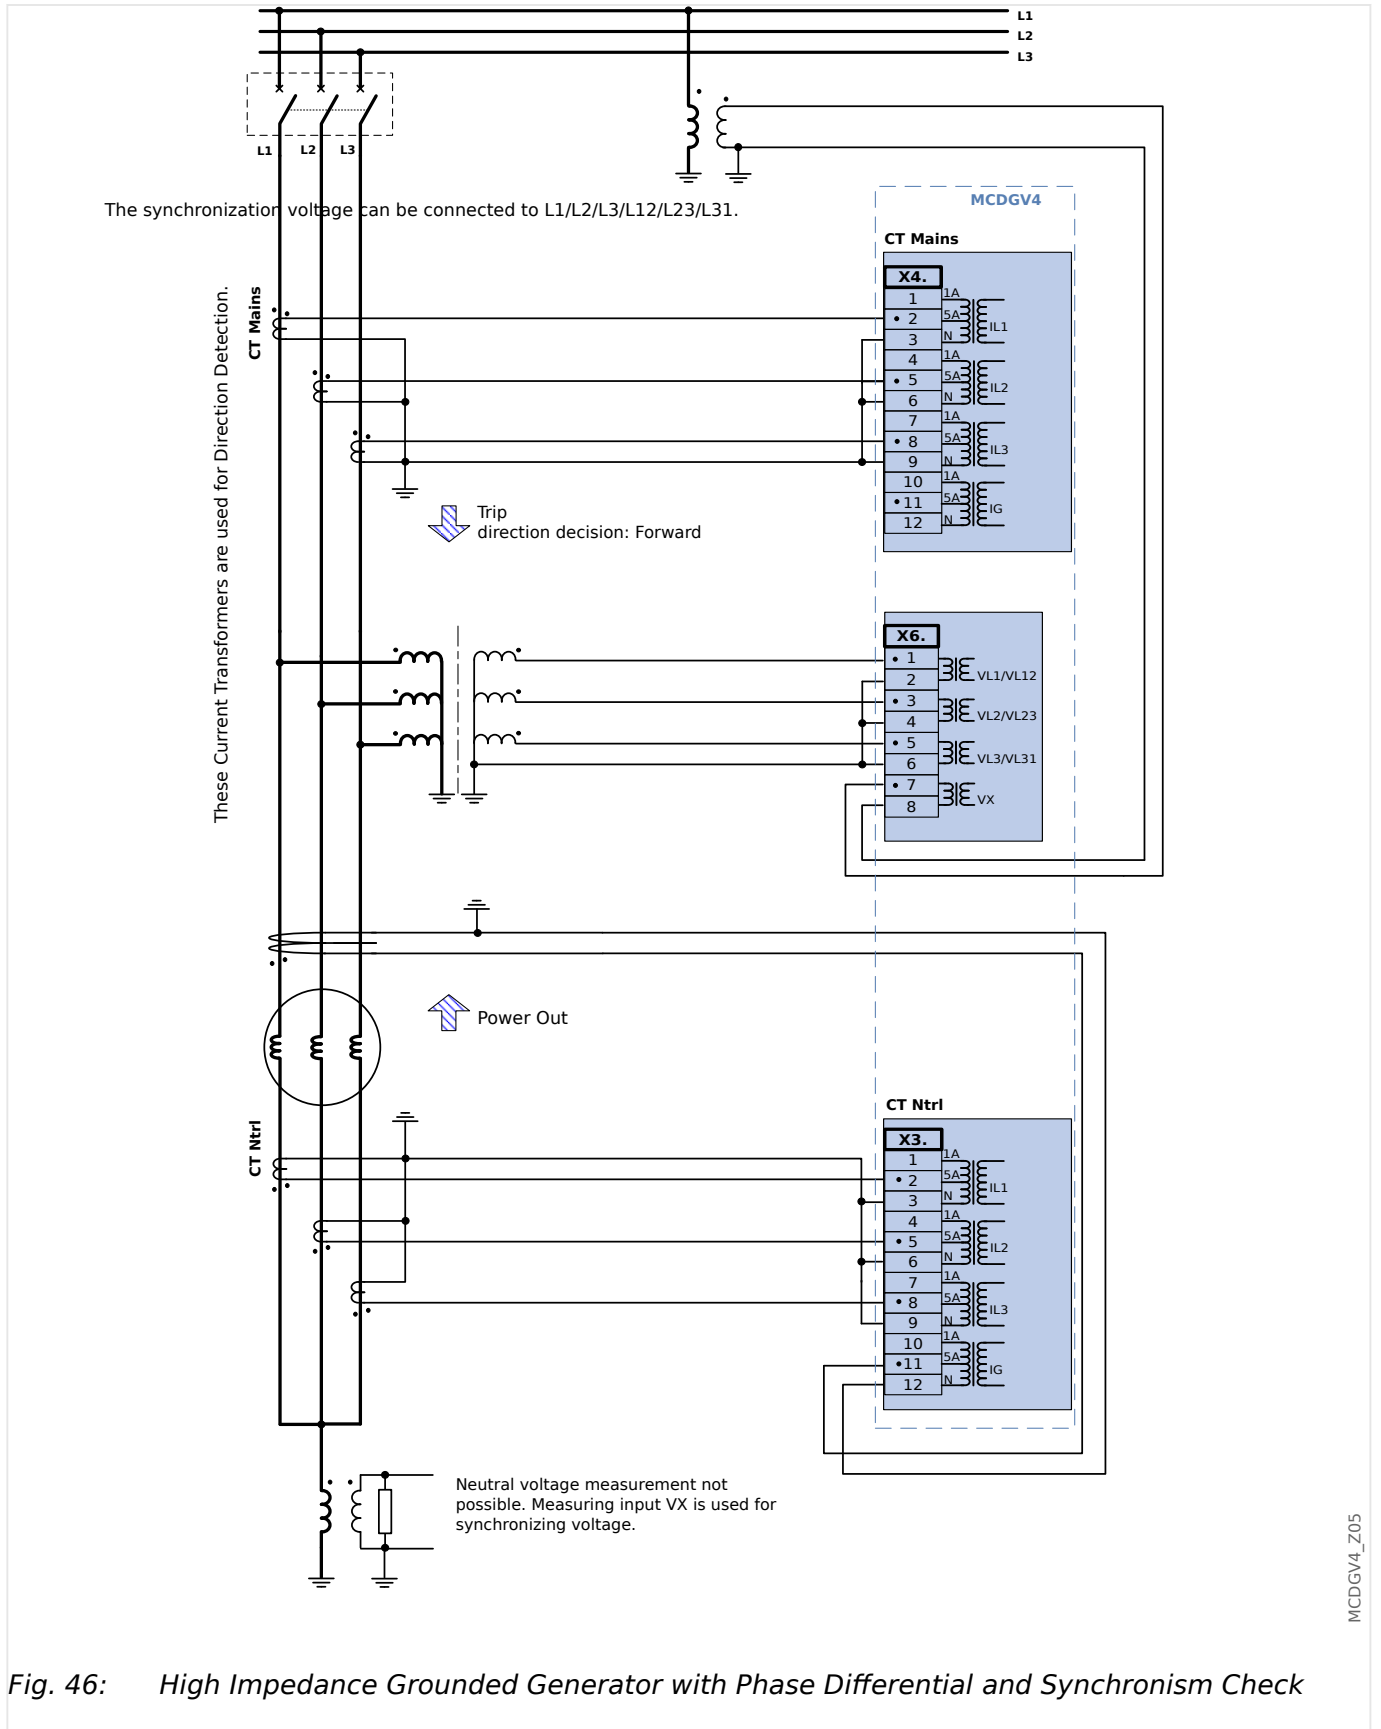 L1
L2
L3
L1 L2 L3
The synchronization voltage can be connected to L1/L2/L3/L12/L23/L31.
MCDGV4
CT Mains
X4.
1 1A
2 5A IL1
3 N
4 1A
5 5A IL2
6 N
7 1A
8 5A IL3
9 N
10 1A
11 5A IG
12 N
CT Mains
These Current Transformers are used for Direction Detection.
Trip
direction decision: Forward
X6.
1
2 VL1/VL12
3
4 VL2/VL23
5
6 VL3/VL31
7
8 VX
Power Out
CT Ntrl
CT Ntrl
X3.
1 1A
2 5A IL1
3 N
4 1A
5 5A IL2
6 N
7 1A
8 5A IL3
9 N
10 1A
11 5A IG
12 N
Neutral voltage measurement not
possible. Measuring input VX is used for
synchronizing voltage.
MCDGV4_Z05
Fig. 46: High Impedance Grounded Generator with Phase Differential and Synchronism Check